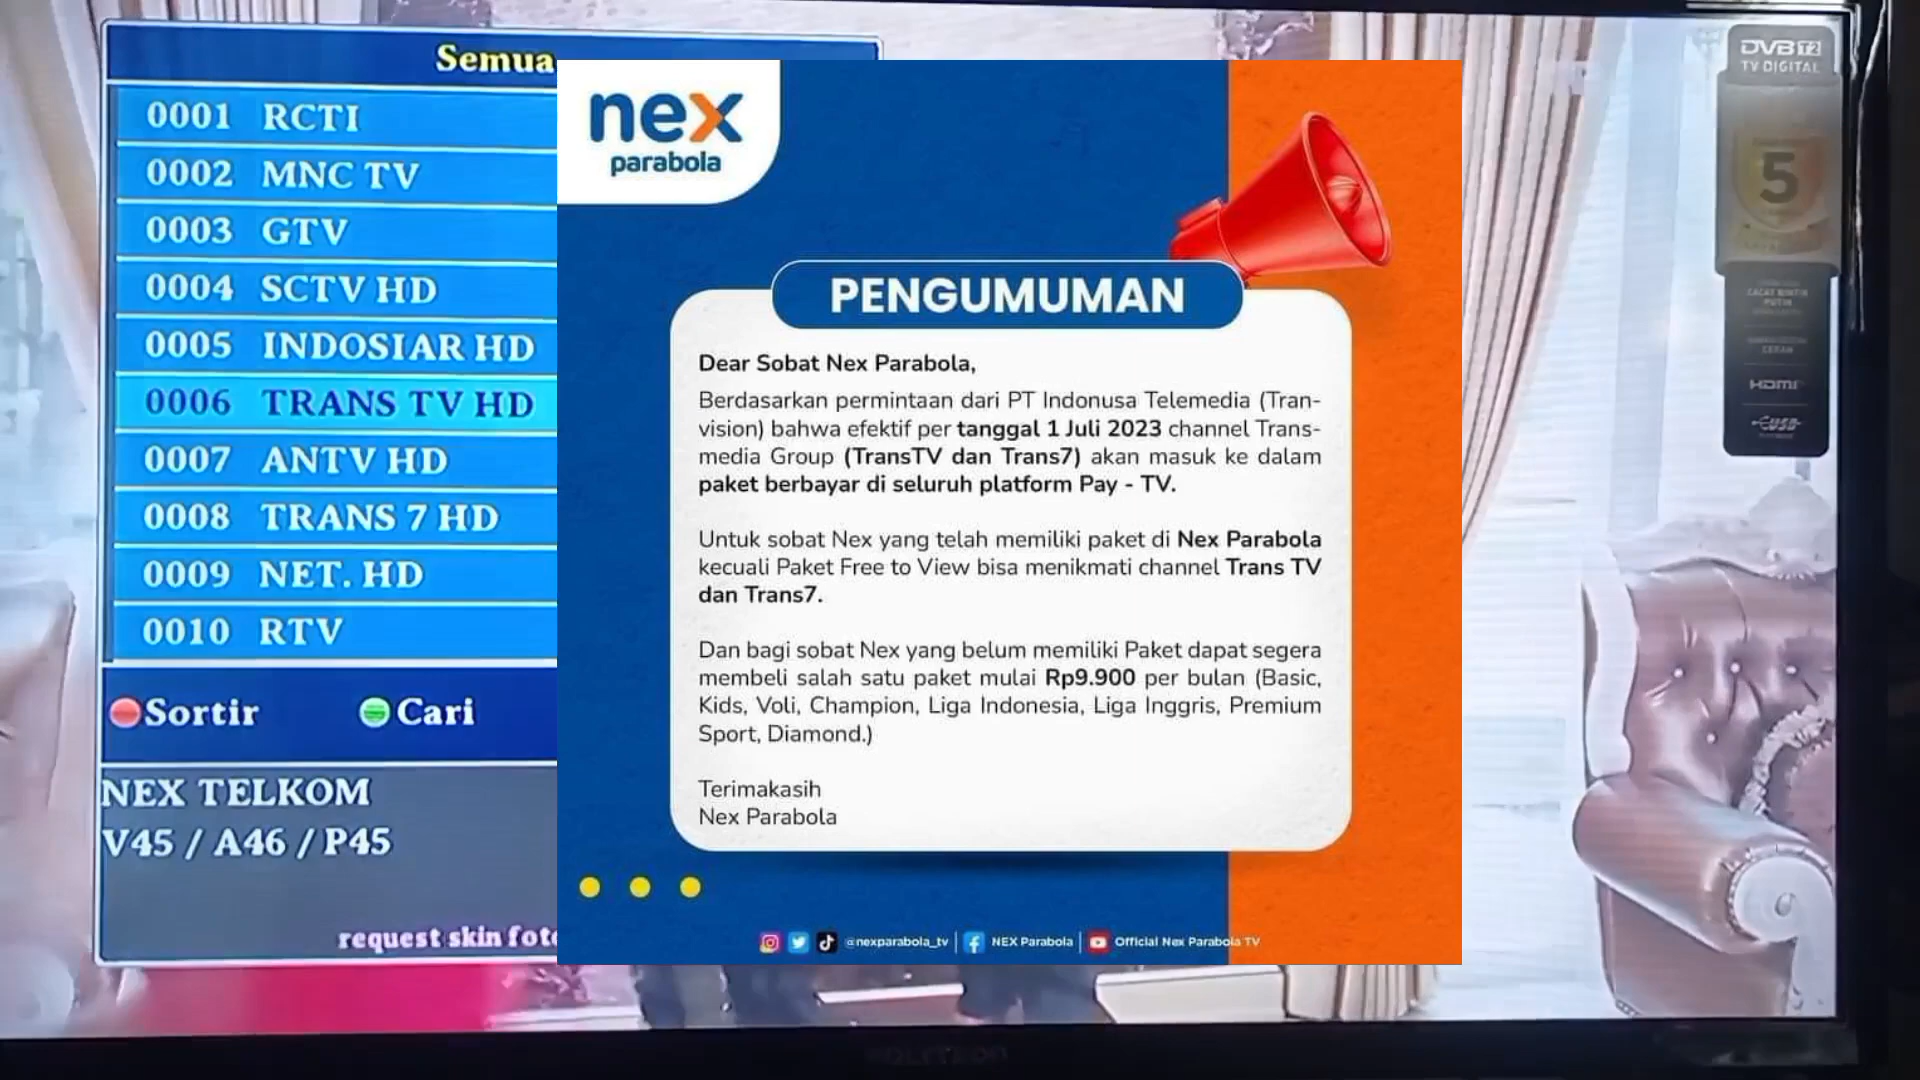 Semua
0001 RCTI
0002 MNC TV
0003 GTV
0004 SCTV HD
0005 INDOSIAR HD
0006 TRANS TV HD
0007 ANTV HD
0008 TRANS 7 HD
0009 NET. HD
0010 RTV
Sortir Cari
NEX TELKOM
V45 / A46 / P45
request skin foto
nex
parabola
PENGUMUMAN
Dear Sobat Nex Parabola,
Berdasarkan permintaan dari PT Indonusa Telemedia (Tran-
vision) bahwa efektif per tanggal 1 Juli 2023 channel Trans-
media Group (TransTV dan Trans7) akan masuk ke dalam
paket berbayar di seluruh platform Pay - TV.
Untuk sobat Nex yang telah memiliki paket di Nex Parabola
kecuali Paket Free to View bisa menikmati channel Trans TV
dan Trans7.
Dan bagi sobat Nex yang belum memiliki Paket dapat segera
membeli salah satu paket mulai Rp9.900 per bulan (Basic,
Kids, Voli, Champion, Liga Indonesia, Liga Inggris, Premium
Sport, Diamond.)
Terimakasih
Nex Parabola
@nexparabola_tv | NEX Parabola | Official Nex Parabola TV
DVB T2
TV DIGITAL
5
HDMI
USB
POLYTRON